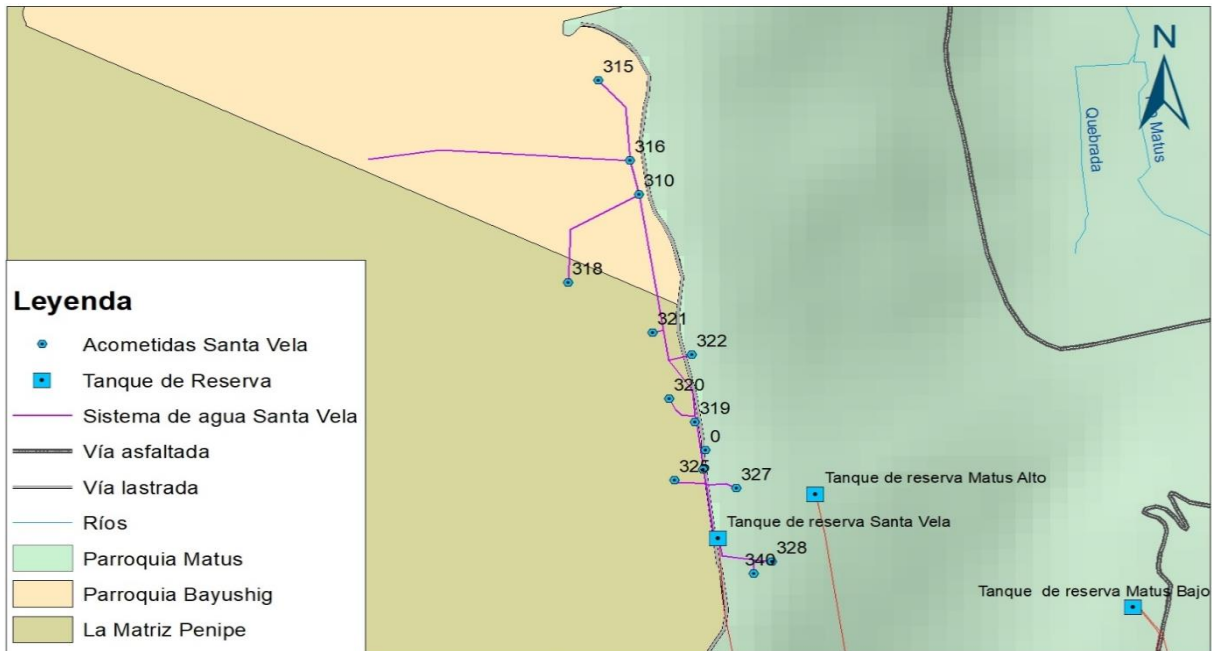 N
315
316
310
318
321
322
320
319
0
325
327
Tanque de reserva Matus Alto
Tanque de reserva Santa Vela
328
340
Tanque de reserva Matus Bajo
Quebrada
Matus
Leyenda
Acometidas Santa Vela
Tanque de Reserva
Sistema de agua Santa Vela
Vía asfaltada
Vía lastrada
Ríos
Parroquia Matus
Parroquia Bayushig
La Matriz Penipe